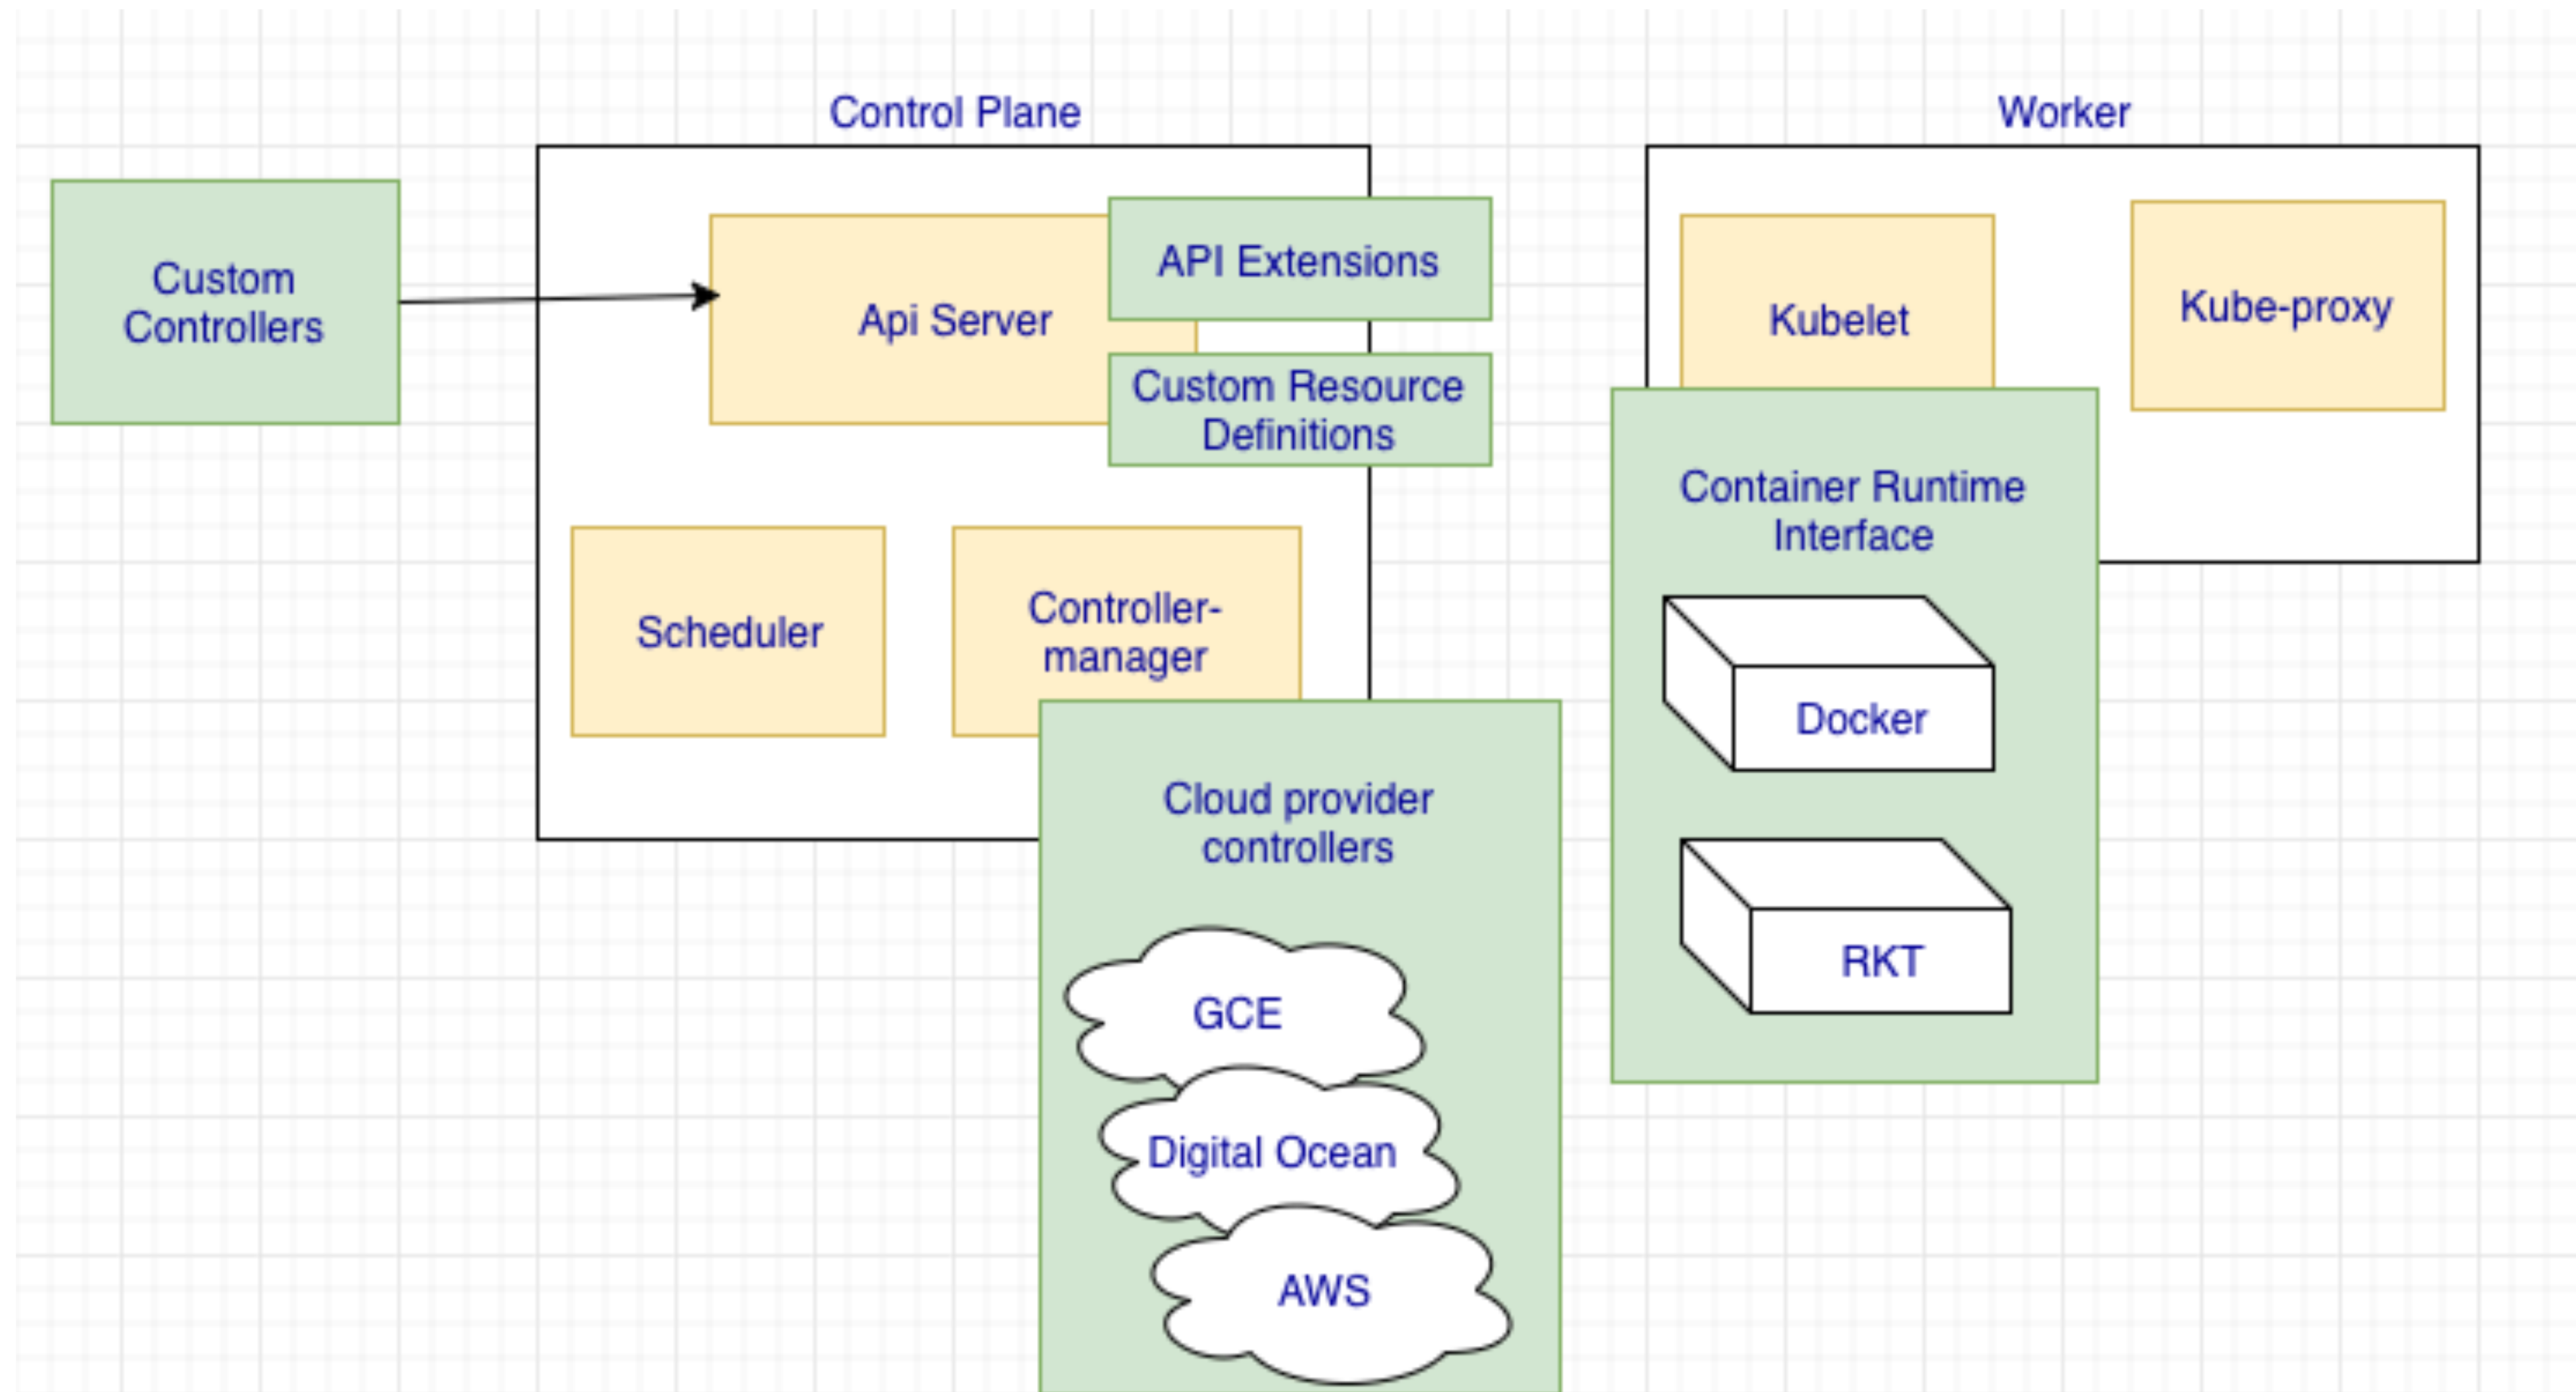 Control Plane
Worker
Custom
Controllers
Api Server
API Extensions
Custom Resource
Definitions
Kubelet
Kube-proxy
Scheduler
Controller-
manager
Container Runtime
Interface
Docker
RKT
Cloud provider
controllers
GCE
Digital Ocean
AWS